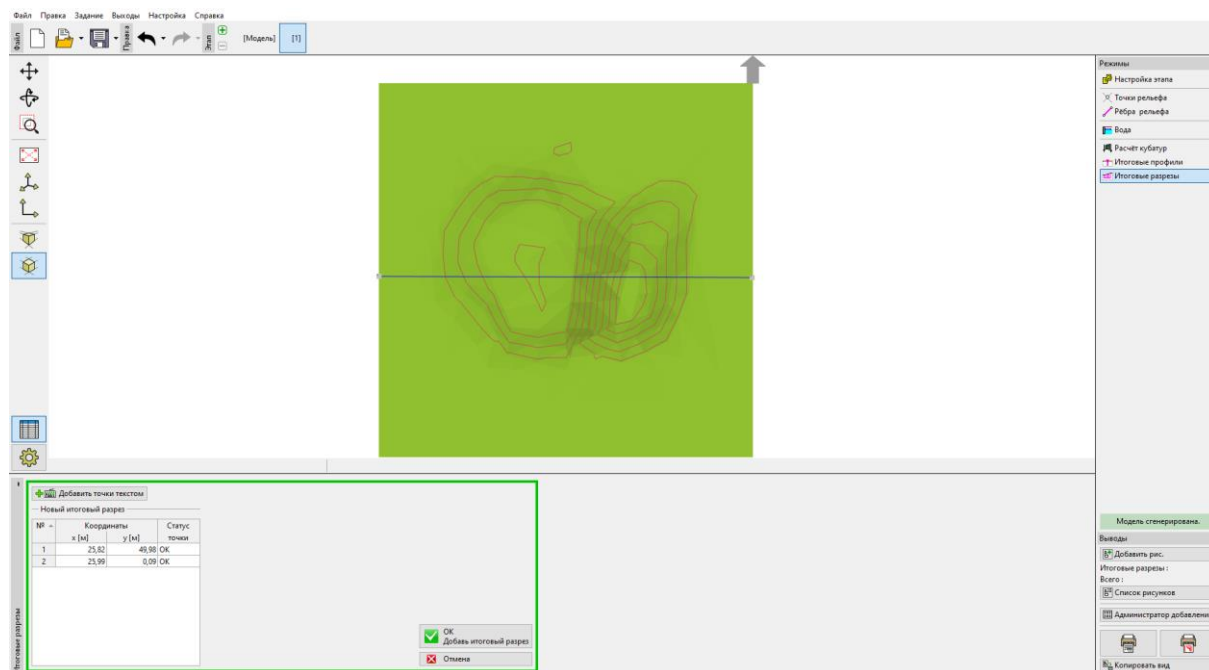 Файл Правка Задание Выходы Настройка Справка
Файл
Правка
Этап
[Модель] [1]
Режимы
Настройка этапа
Точки рельефа
Рёбра рельефа
Вода
Расчёт кубатур
Итоговые профили
Итоговые разрезы
Модель сгенерирована.
Выводы
Добавить рис.
Итоговые разрезы :
Всего :
Список рисунков
Администратор добавлени
Копировать вид
Итоговые разрезы
Добавить точки текстом
Новый итоговый разрез
№ Координаты Статус
x [м] y [м] точки
1 25,82 49,98 OK
2 25,99 0,09 OK
OK
Добавь итоговый разрез
Отмена